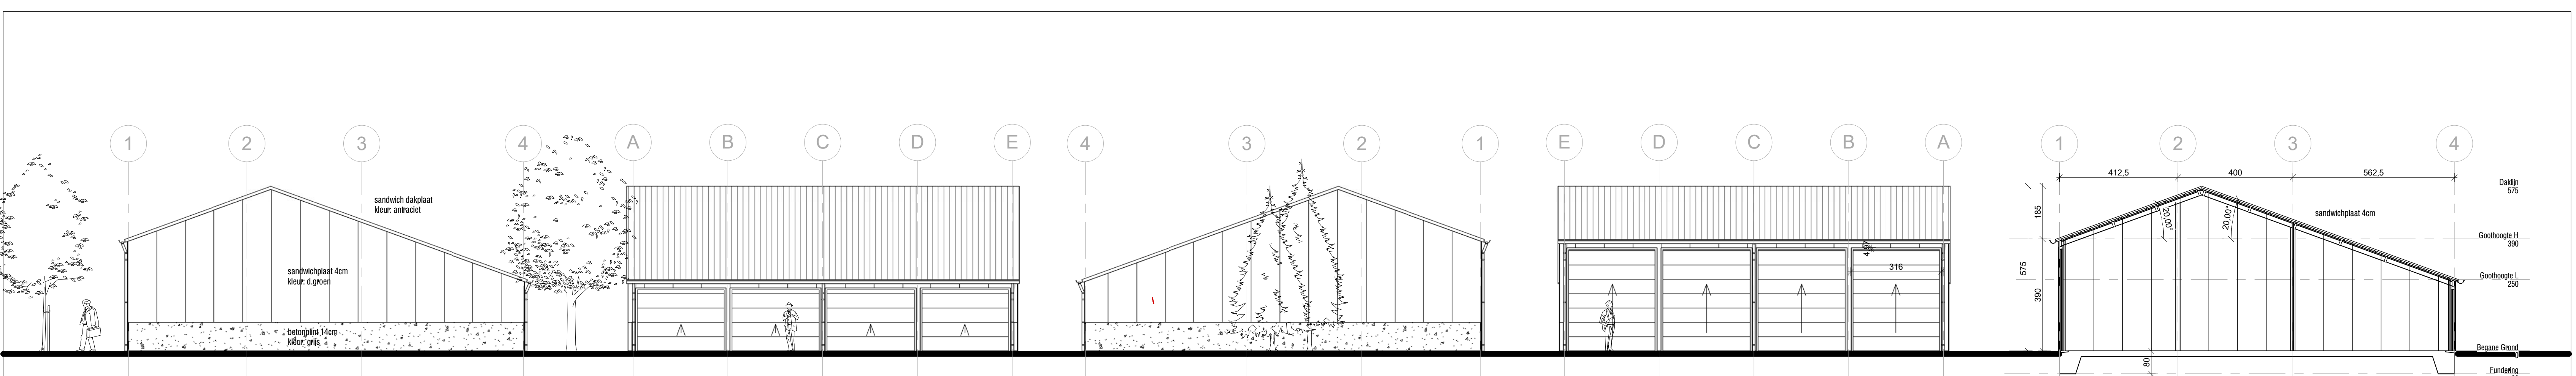 1 2 3 4 A B C D E 4 3 2 1 E D C B A 1 2 3 4
412,5 400 562,5
Daklijn
575
sandwich dakplaat
kleur: antraciet
185
20.00°
20.00°
sandwichplaat 4cm
Goothoogte H
390
316
575
sandwichplaat 4cm
kleur: d.groen
Goothoogte L
250
390
betonplint 14cm
kleur: grijs
Begane Grond
0
80
Fundering